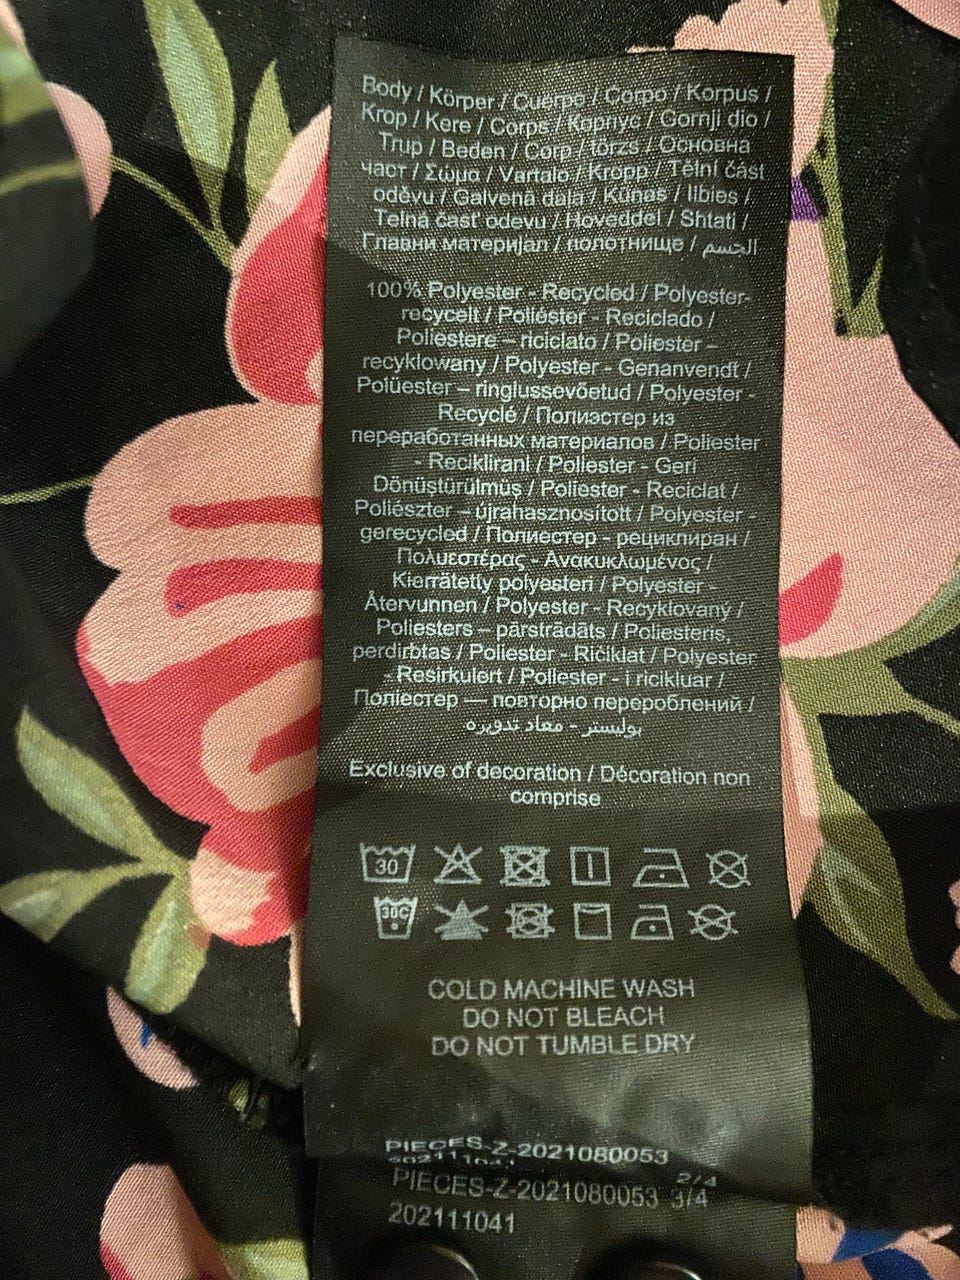 Body / Körper / Cuerpo / Corpo / Korpus /
Krop / Kere / Corps / Корпус / Gornji dio /
Trup / Beden / Corp / törzs / Основна
част / Σώμα / Vartalo / Kropp / Tělní část
oděvu / Galvenā daļa / Kūnas / Ilbies /
Telná časť odevu / Hoveddel / Shtati /
Главни материјал / полотнище / الجسم
100% Polyester - Recycled / Polyester-
recycelt / Poliéster - Reciclado /
Poliestere – riciclato / Poliester –
recyklowany / Polyester - Genanvendt /
Polüester – ringlussevõetud / Polyester -
Recyclé / Полиэстер из
переработанных материалов / Poliester
- Reciklirani / Poliester - Geri
Dönüştürülmüş / Poliester - Reciclat /
Poliészter – újrahasznosított / Polyester -
gerecycled / Полиестер - рециклиран /
Πολυεστέρας - Ανακυκλωμένος /
Kierrätetty polyesteri / Polyester-
Återvunnen / Polyester - Recyklovaný /
Poliesters – pārstrādāts / Poliesteris,
perdirbtas / Poliester - Ričiklat / Polyester
- Resirkulert / Poliester - i ricikluar /
Поліестер — повторно перероблений /
بوليستر - معاد تدويره
Exclusive of decoration / Décoration non
comprise
30
30C
COLD MACHINE WASH
DO NOT BLEACH
DO NOT TUMBLE DRY
PIECES-Z-2021080053
202111041 2/4
PIECES-Z-2021080053 3/4
202111041